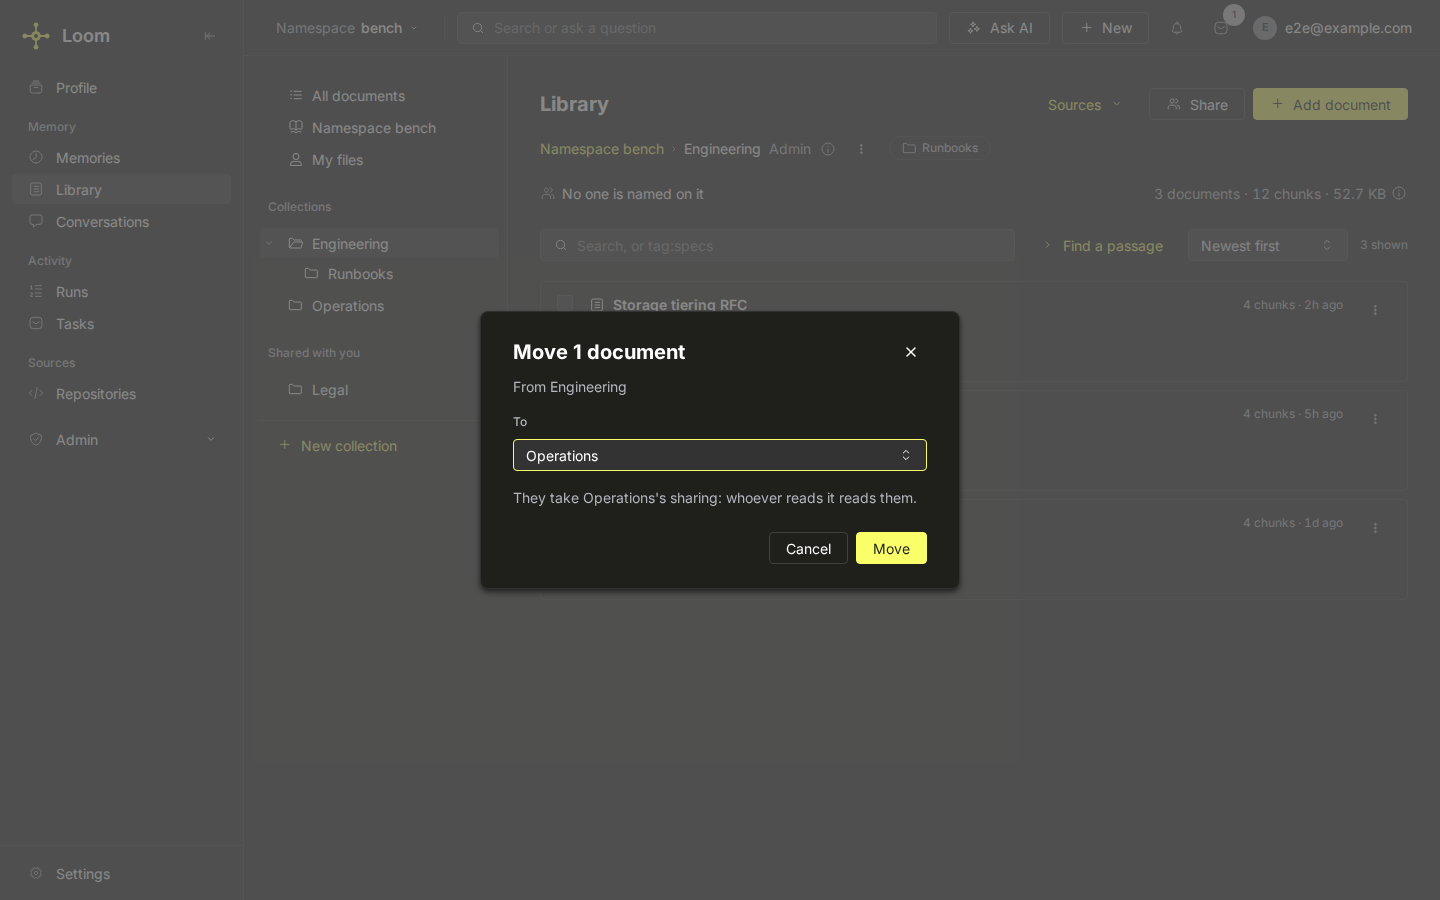 Loom
Namespace bench
Search or ask a question
Ask AI
New
1
E
e2e@example.com
Profile
Memory
Memories
Library
Conversations
Activity
Runs
Tasks
Sources
Repositories
Admin
Settings
All documents
Namespace bench
My files
Collections
Engineering
Runbooks
Operations
Shared with you
Legal
New collection
Library
Sources
Share
Add document
Namespace bench › Engineering Admin
Runbooks
No one is named on it
3 documents · 12 chunks · 52.7 KB
Search, or tag:specs
Find a passage
Newest first
3 shown
Storage tiering RFC
4 chunks · 2h ago
4 chunks · 5h ago
4 chunks · 1d ago
Move 1 document
From Engineering
To
Operations
They take Operations's sharing: whoever reads it reads them.
Cancel
Move